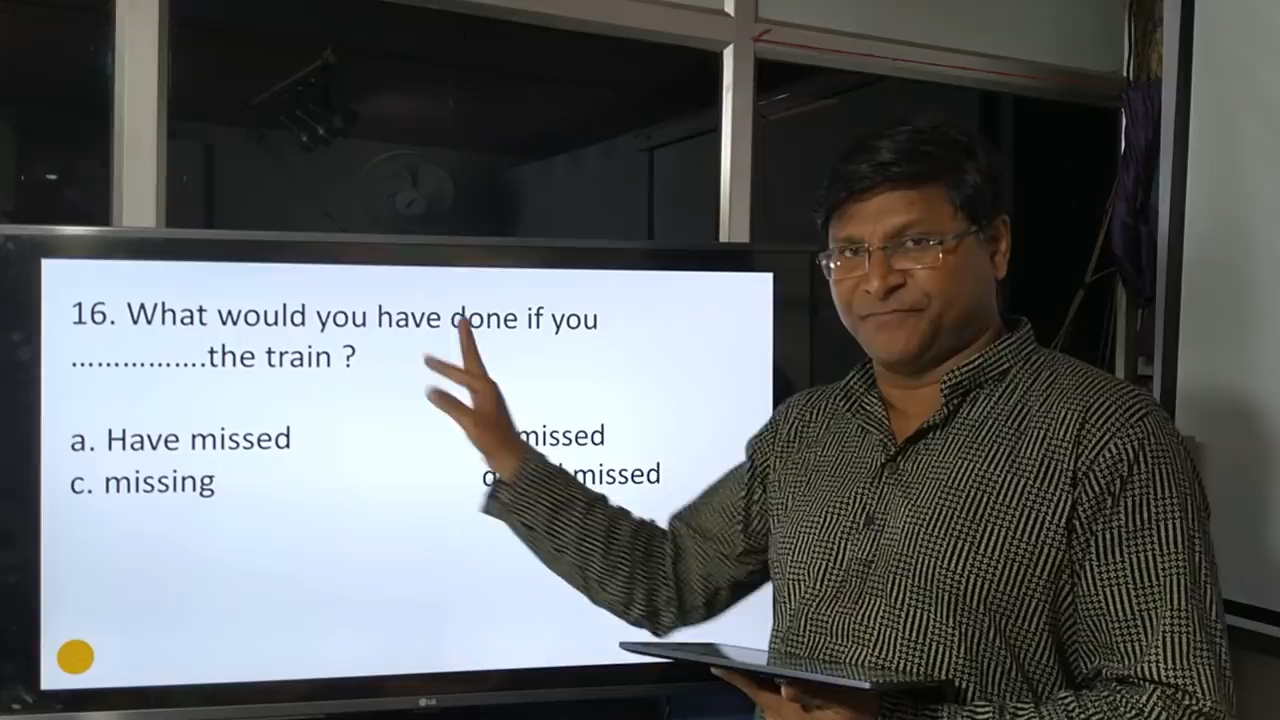 16. What would you have done if you
................the train ?
a. Have missed
missed
c. missing
missed
LG